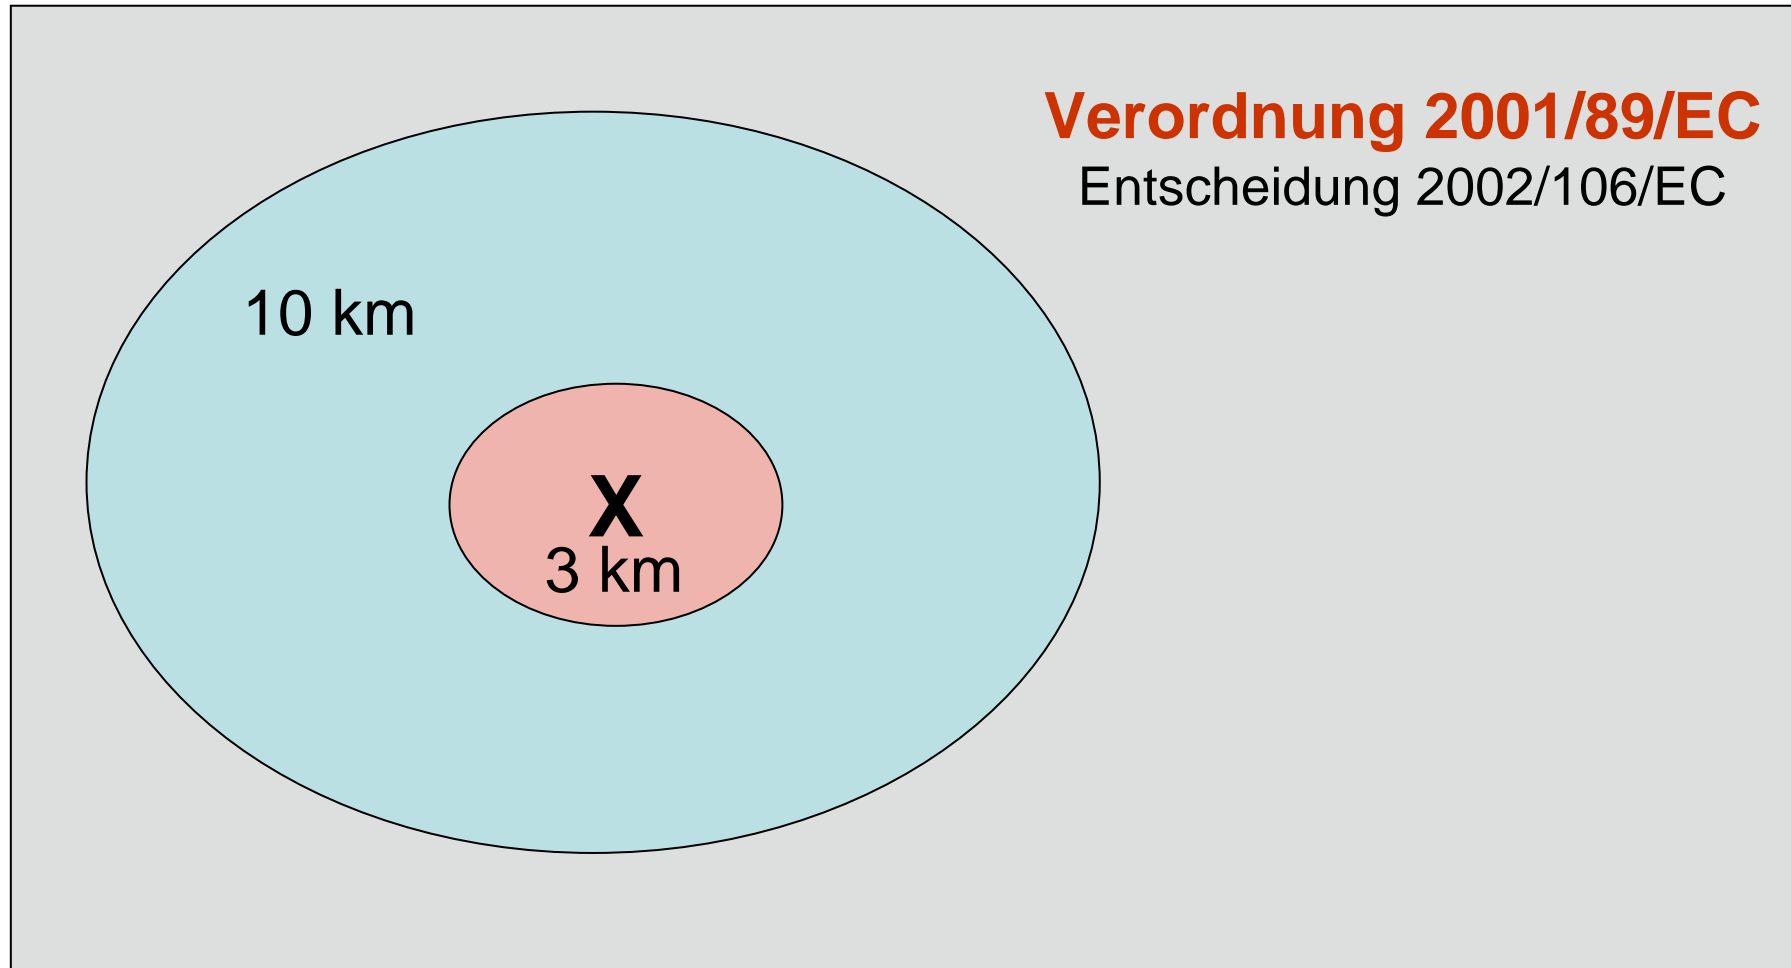 Verordnung 2001/89/EC
Entscheidung 2002/106/EC
10 km
X
3 km